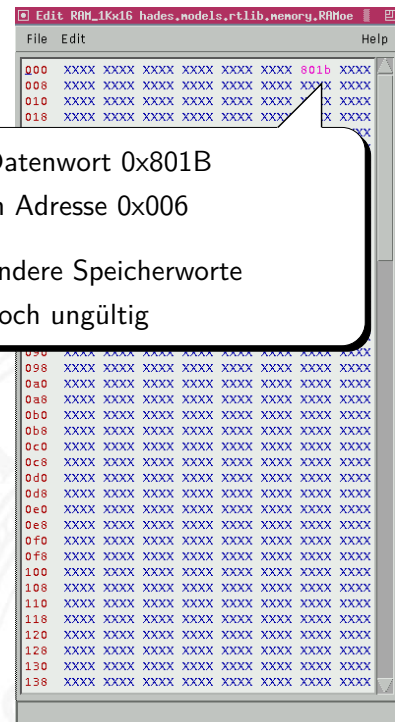 Edit RAM_1Kx16 hades.models.rtlib.memory.RAMoe
File Edit Help
000 XXXX XXXX XXXX XXXX XXXX XXXX 801b XXXX
008 XXXX XXXX XXXX XXXX XXXX XXXX XXXX XXXX
010 XXXX XXXX XXXX XXXX XXXX XXXX XXXX XXXX
018 XXXX XXXX XXXX XXXX XXXX XXXX XXXX
Datenwort 0x801B
n Adresse 0x006
ndere Speicherworte
och ungültig
090 XXXX XXXX XXXX XXXX XXXX XXXX XXXX XXXX
098 XXXX XXXX XXXX XXXX XXXX XXXX XXXX XXXX
0a0 XXXX XXXX XXXX XXXX XXXX XXXX XXXX XXXX
0a8 XXXX XXXX XXXX XXXX XXXX XXXX XXXX XXXX
0b0 XXXX XXXX XXXX XXXX XXXX XXXX XXXX XXXX
0b8 XXXX XXXX XXXX XXXX XXXX XXXX XXXX XXXX
0c0 XXXX XXXX XXXX XXXX XXXX XXXX XXXX XXXX
0c8 XXXX XXXX XXXX XXXX XXXX XXXX XXXX XXXX
0d0 XXXX XXXX XXXX XXXX XXXX XXXX XXXX XXXX
0d8 XXXX XXXX XXXX XXXX XXXX XXXX XXXX XXXX
0e0 XXXX XXXX XXXX XXXX XXXX XXXX XXXX XXXX
0e8 XXXX XXXX XXXX XXXX XXXX XXXX XXXX XXXX
0f0 XXXX XXXX XXXX XXXX XXXX XXXX XXXX XXXX
0f8 XXXX XXXX XXXX XXXX XXXX XXXX XXXX XXXX
100 XXXX XXXX XXXX XXXX XXXX XXXX XXXX XXXX
108 XXXX XXXX XXXX XXXX XXXX XXXX XXXX XXXX
110 XXXX XXXX XXXX XXXX XXXX XXXX XXXX XXXX
118 XXXX XXXX XXXX XXXX XXXX XXXX XXXX XXXX
120 XXXX XXXX XXXX XXXX XXXX XXXX XXXX XXXX
128 XXXX XXXX XXXX XXXX XXXX XXXX XXXX XXXX
130 XXXX XXXX XXXX XXXX XXXX XXXX XXXX XXXX
138 XXXX XXXX XXXX XXXX XXXX XXXX XXXX XXXX